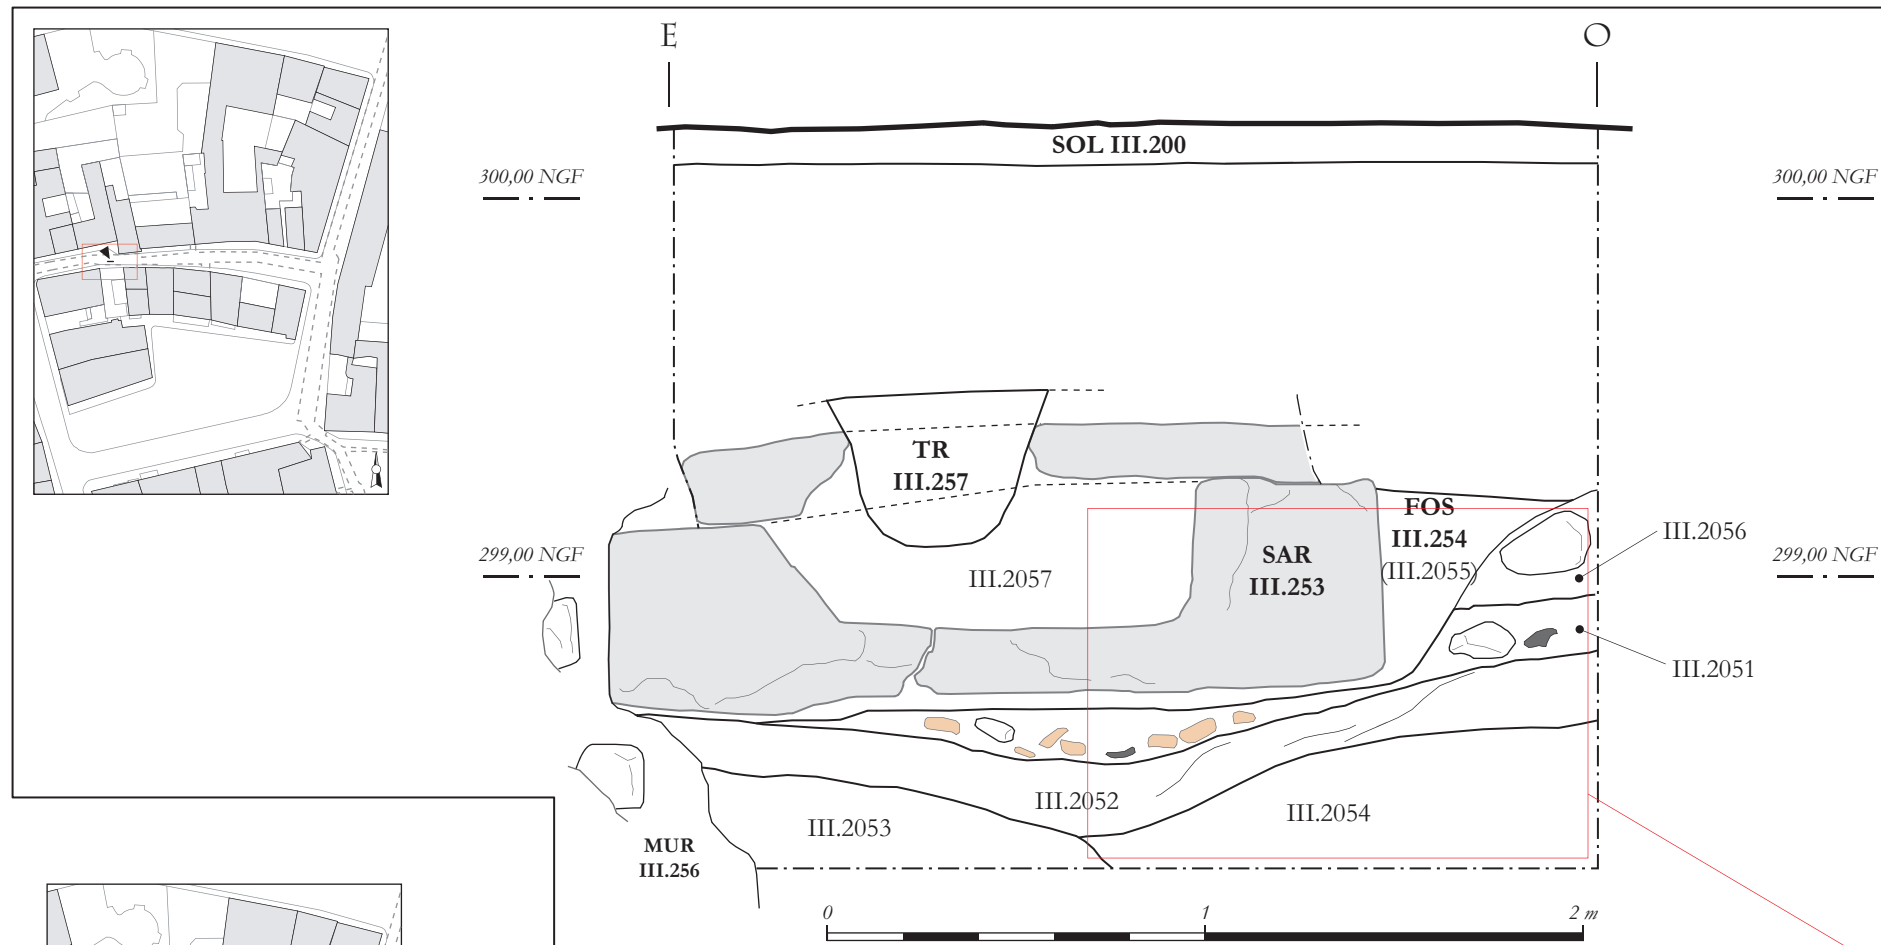 E
O
SOL III.200
300,00 NGF
300,00 NGF
TR
III.257
FOS
III.254
(III.2055)
III.2056
SAR
III.253
299,00 NGF
299,00 NGF
III.2057
III.2051
III.2052
III.2053
III.2054
MUR
III.256
0
1
2 m